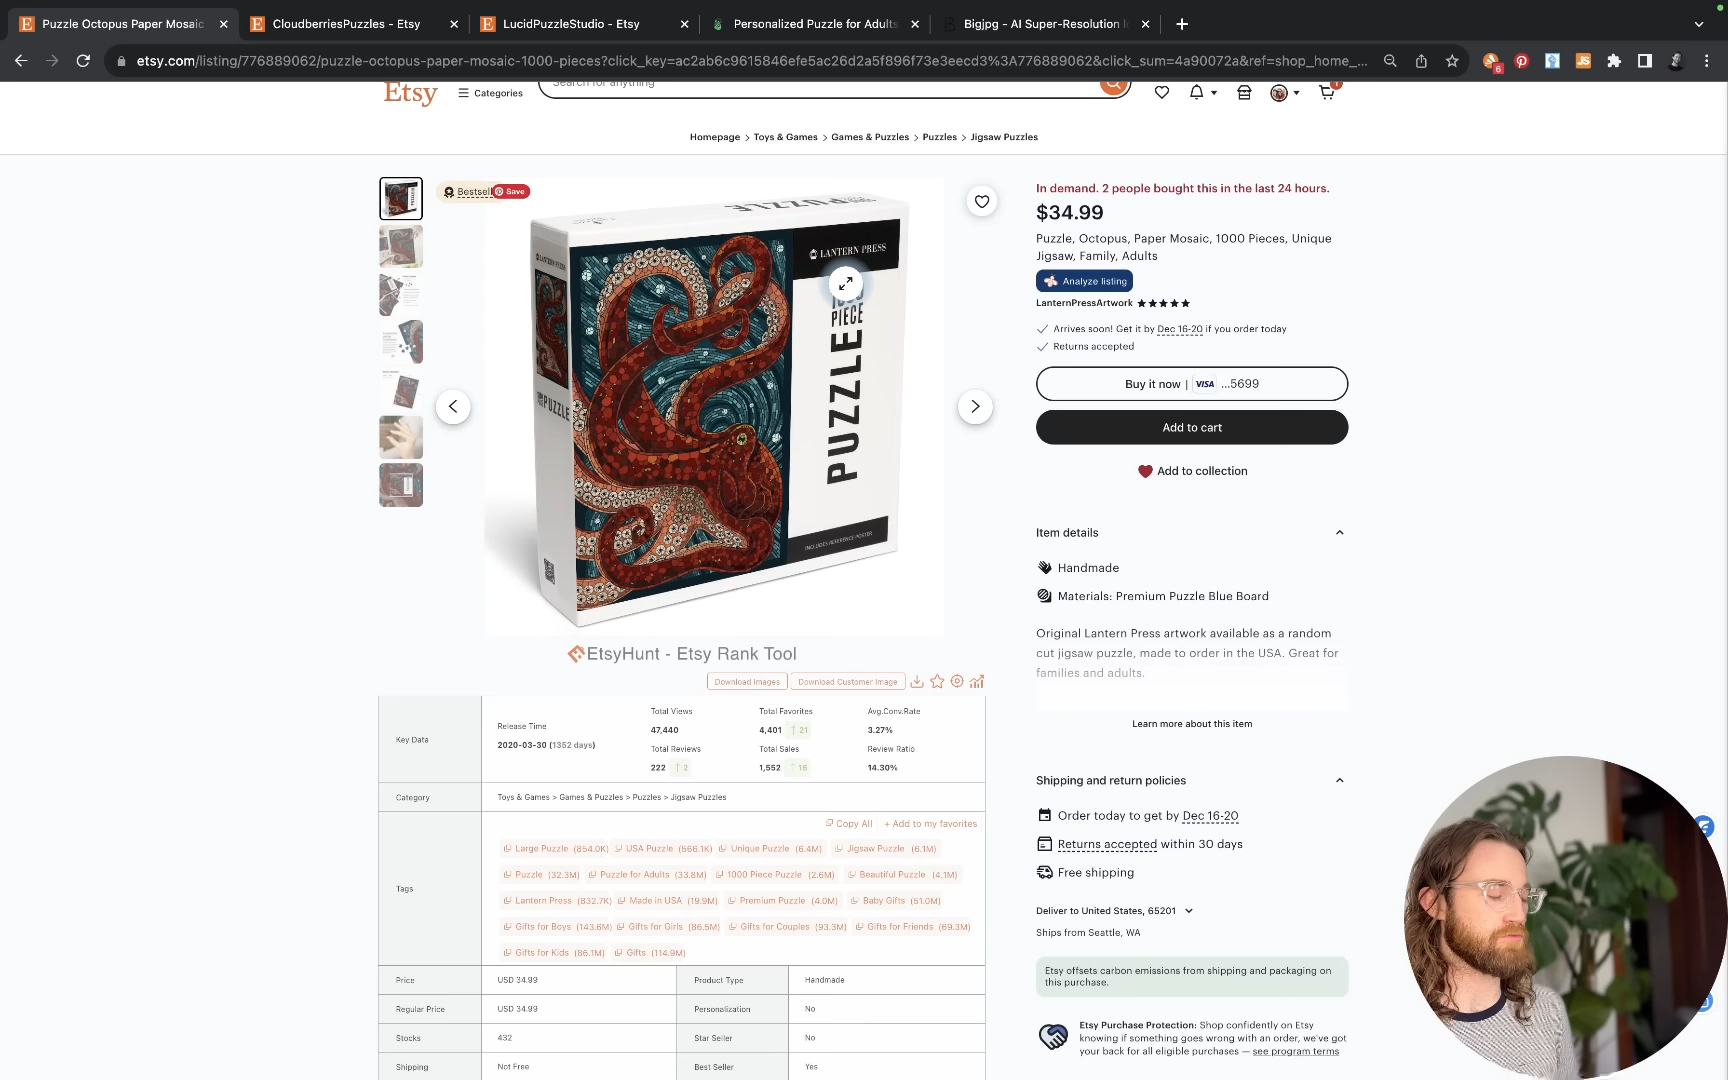 Puzzle Octopus Paper Mosaic
CloudberriesPuzzles - Etsy
LucidPuzzleStudio - Etsy
Personalized Puzzle for Adults
Bigjpg - AI Super-Resolution
etsy.com/listing/776889062/puzzle-octopus-paper-mosaic-1000-pieces?click_key=ac2ab6c9615846efe5ac26d2a5f896f73e3eecd3%3A776889062&click_sum=4a90072a&ref=shop_home_...
6
JS
Etsy
Categories
Search for anything
1
Homepage > Toys & Games > Games & Puzzles > Puzzles > Jigsaw Puzzles
Bestsel
Save
PUZZLE
LANTERN PRESS
LANTERN PRESS
PIECE
PUZZLE
PUZZLE
INCLUDES REFERENCE POSTER
In demand. 2 people bought this in the last 24 hours.
$34.99
Puzzle, Octopus, Paper Mosaic, 1000 Pieces, Unique
Jigsaw, Family, Adults
Analyze listing
LanternPressArtwork
Arrives soon! Get it by Dec 16-20 if you order today
Returns accepted
Buy it now | VISA ...5699
Add to cart
Add to collection
Item details
Handmade
Materials: Premium Puzzle Blue Board
Original Lantern Press artwork available as a random
cut jigsaw puzzle, made to order in the USA. Great for
families and adults.
Learn more about this item
Shipping and return policies
Order today to get by Dec 16-20
Returns accepted within 30 days
Free shipping
Deliver to United States, 65201
Ships from Seattle, WA
Etsy offsets carbon emissions from shipping and packaging on
this purchase.
Etsy Purchase Protection: Shop confidently on Etsy
knowing if something goes wrong with an order, we've got
your back for all eligible purchases — see program terms
EtsyHunt - Etsy Rank Tool
Download Images
Download Customer Image
Key Data
Release Time
2020-03-30 (1352 days)
Total Views
47,440
Total Favorites
4,401 ↑ 21
Avg.Conv.Rate
3.27%
Total Reviews
222 ↑ 2
Total Sales
1,552 ↑ 16
Review Ratio
14.30%
Category
Toys & Games > Games & Puzzles > Puzzles > Jigsaw Puzzles
Tags
Copy All + Add to my favorites
Large Puzzle (854.0K) USA Puzzle (566.1K) Unique Puzzle (6.4M) Jigsaw Puzzle (6.1M)
Puzzle (32.3M) Puzzle for Adults (33.8M) 1000 Piece Puzzle (2.6M) Beautiful Puzzle (4.1M)
Lantern Press (832.7K) Made in USA (19.9M) Premium Puzzle (4.0M) Baby Gifts (51.0M)
Gifts for Boys (143.6M) Gifts for Girls (86.5M) Gifts for Couples (93.3M) Gifts for Friends (69.3M)
Gifts for Kids (86.1M) Gifts (114.9M)
Price USD 34.99 Product Type Handmade
Regular Price USD 34.99 Personalization No
Stocks 432 Star Seller No
Shipping Not Free Best Seller Yes